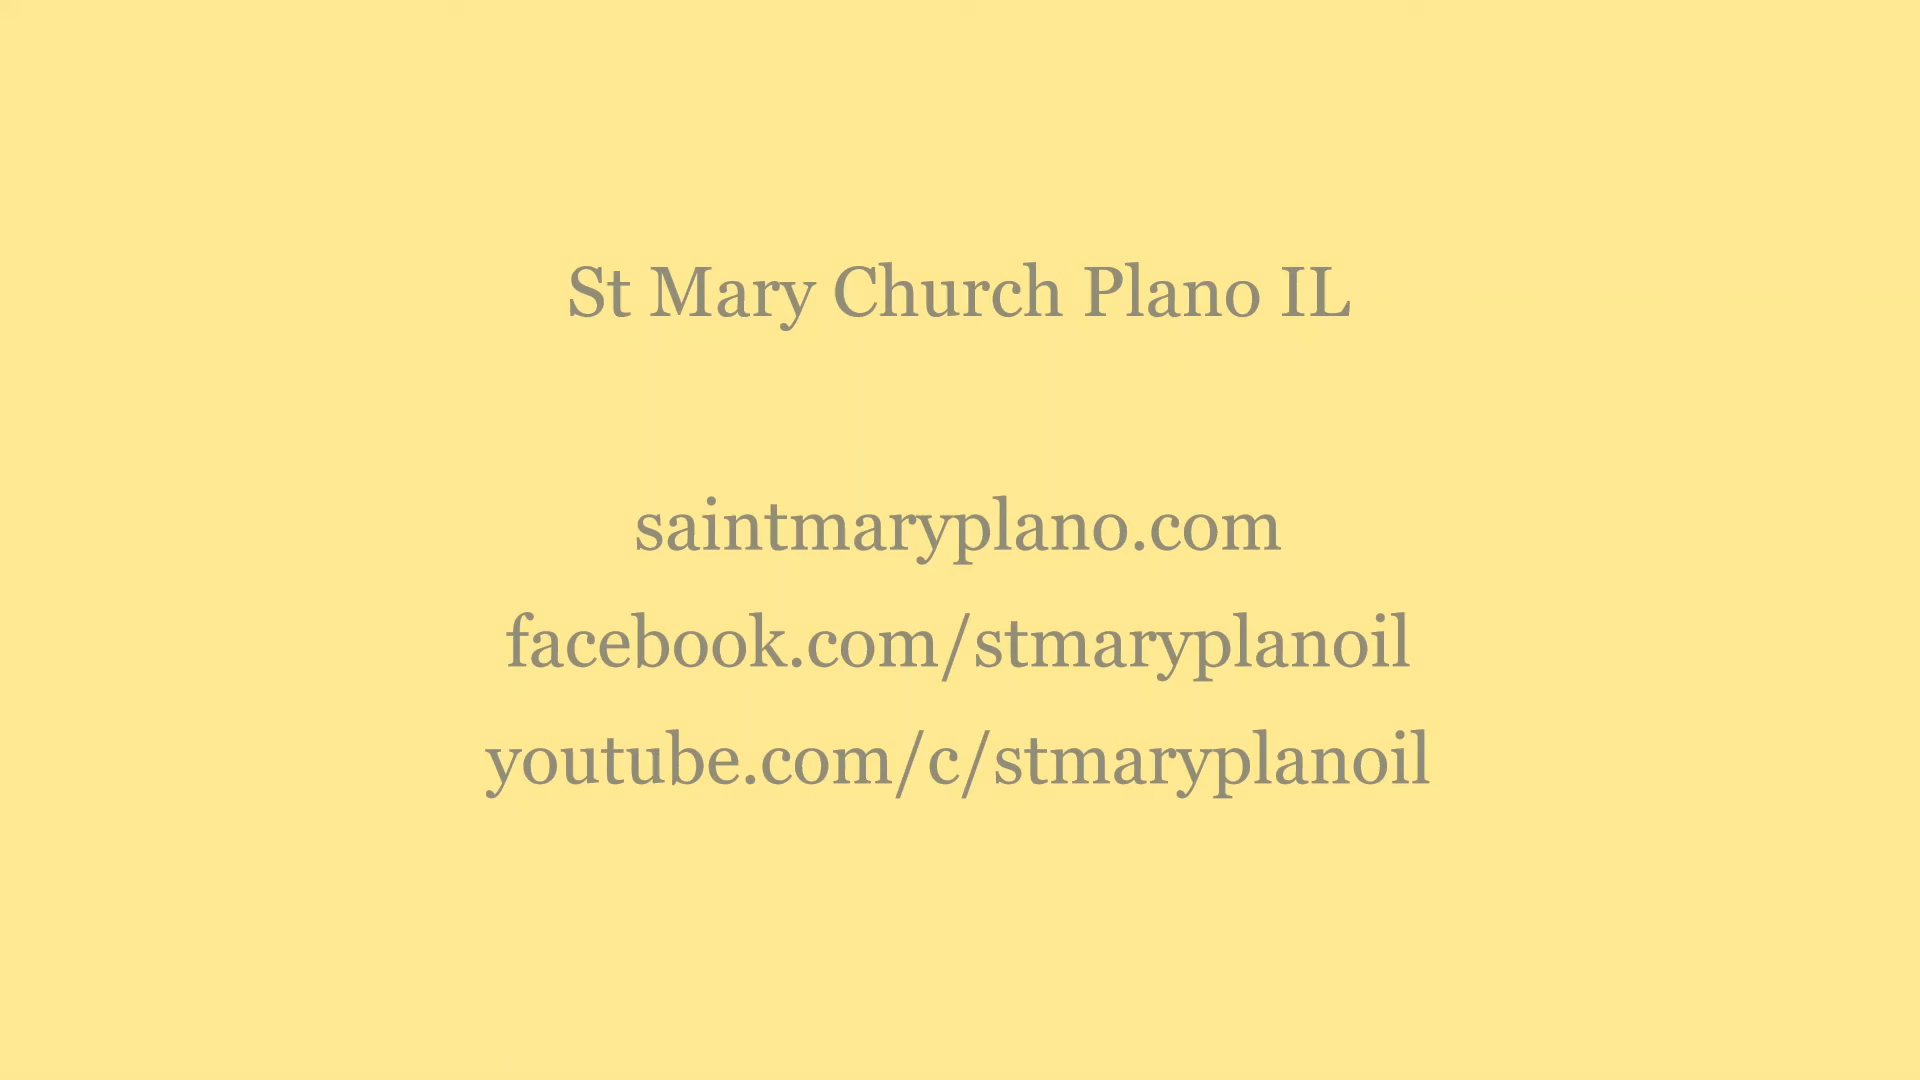 St Mary Church Plano IL
saintmaryplano.com
facebook.com/stmaryplanoil
youtube.com/c/stmaryplanoil